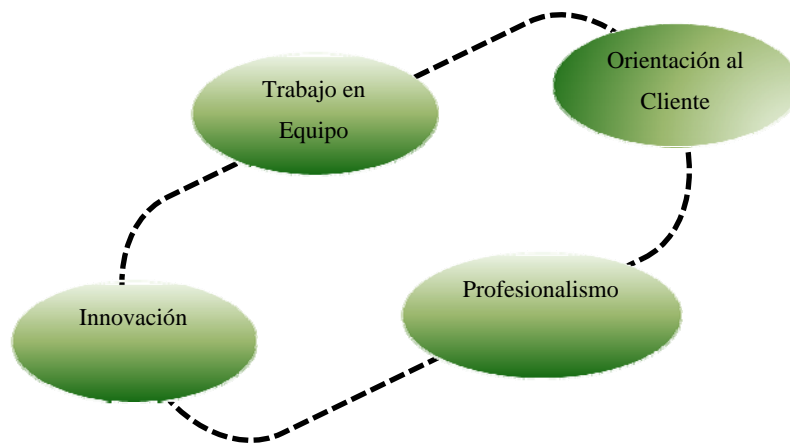 Trabajo en
Equipo
Orientación al
Cliente
Innovación
Profesionalismo